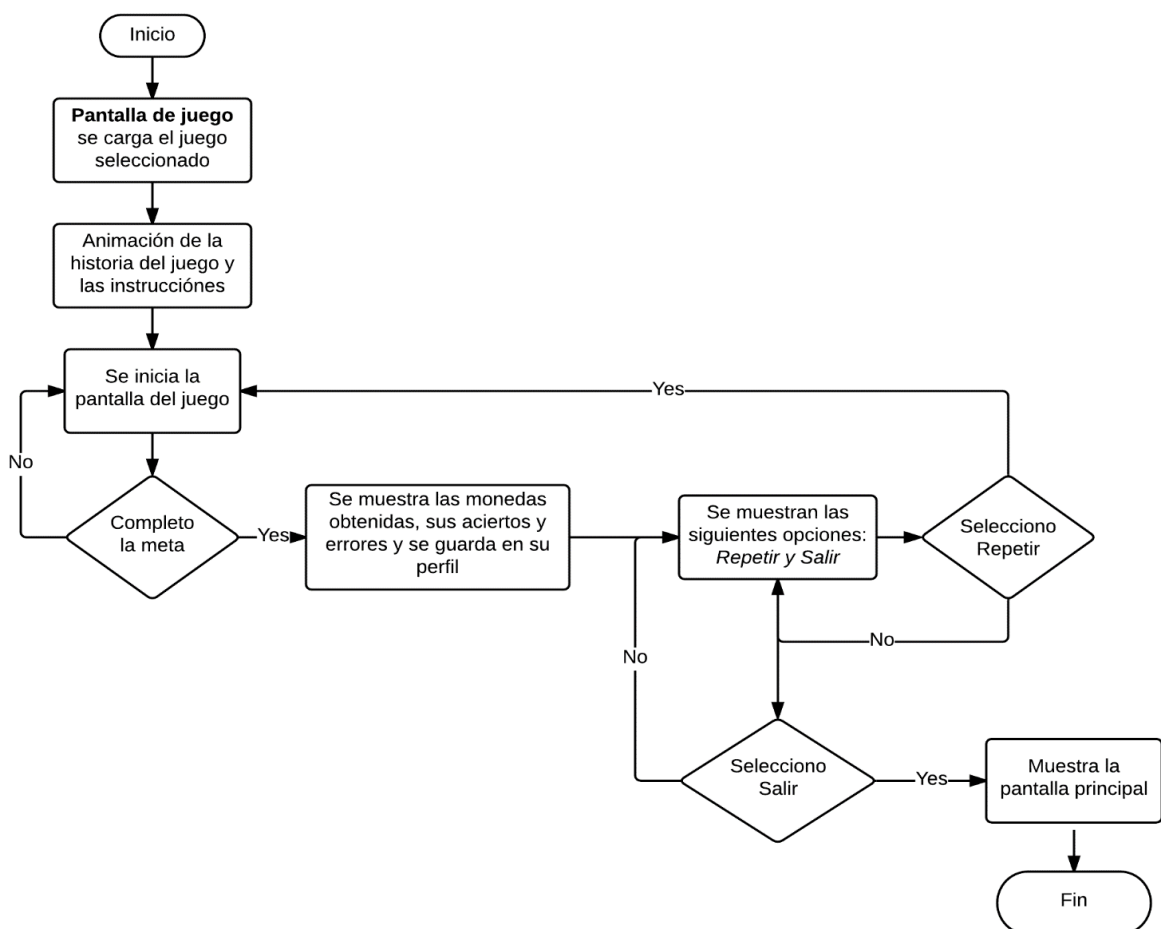 Inicio
Pantalla de juego
se carga el juego
seleccionado
Animación de la
historia del juego y
las instrucciónes
Se inicia la
pantalla del juego
Yes
No
Completo
la meta
Yes
Se muestra las monedas
obtenidas, sus aciertos y
errores y se guarda en su
perfil
Se muestran las
siguientes opciones:
Repetir y Salir
Selecciono
Repetir
No
No
Selecciono
Salir
Yes
Muestra la
pantalla principal
Fin